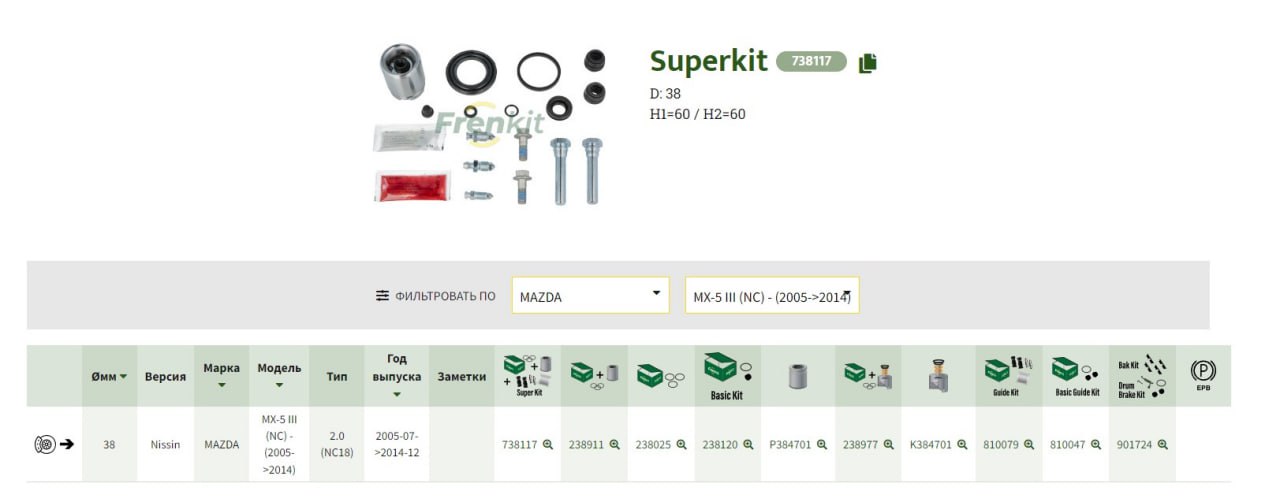 Superkit 738117
D: 38
H1=60 / H2=60
Frenkit
ФИЛЬТРОВАТЬ ПО MAZDA MX-5 III (NC) - (2005->2014)
Øмм Версия Марка Модель Тип Год выпуска Заметки Super Kit Basic Kit Guide Kit Basic Guide Kit Bak Kit Drum Brake Kit P EPB
38 Nissin MAZDA MX-5 III (NC) - (2005->2014) 2.0 (NC18) 2005-07->2014-12 738117 238911 238025 238120 P384701 238977 K384701 810079 810047 901724